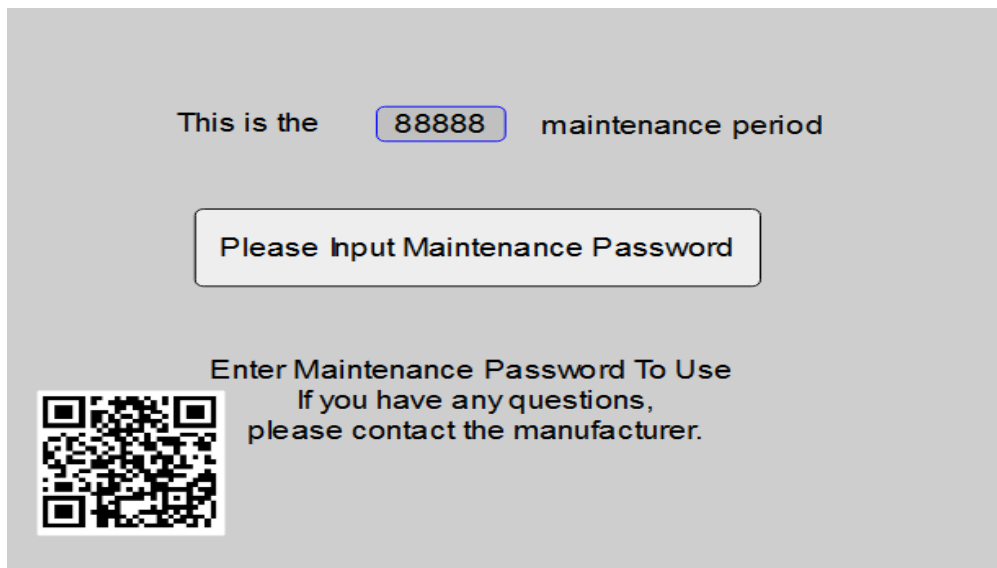 This is the 88888 maintenance period
Please Input Maintenance Password
Enter Maintenance Password To Use
If you have any questions,
please contact the manufacturer.